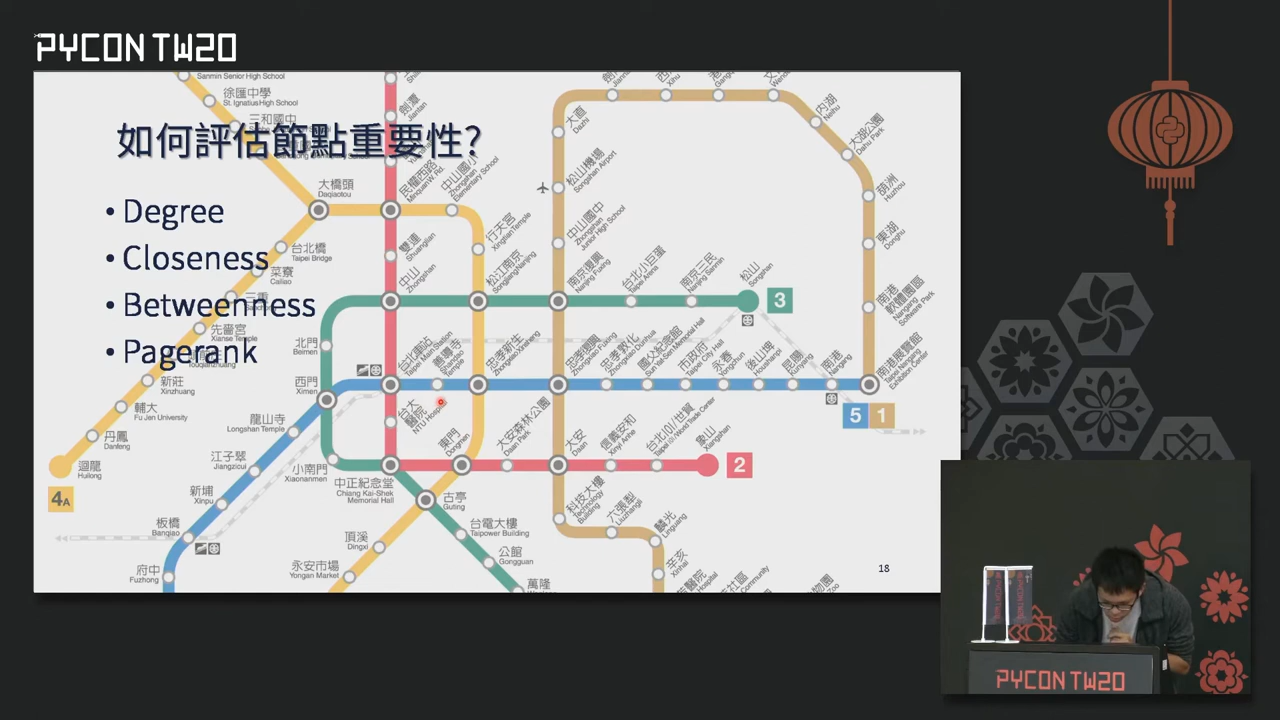 PYCON TW20
如何評估節點重要性?
• Degree
• Closeness
• Betweenness
• Pagerank
Sanmin Senior High School
徐匯中學
St. Ignatius High School
三和國中
大橋頭
Daqiaotou
台北橋
Taipei Bridge
菜寮
Cailiao
三重
先嗇宮
Xianse Temple
新莊
Xinzhuang
輔大
Fu Jen University
丹鳳
Danfeng
迴龍
Huilong
4A
劍潭
Jiantan
民權西路
Minquan W. Rd.
中山國小
Zhongshan
Elementary School
雙連
Shuanglian
行天宮
Xingtian Temple
中山
Zhongshan
松江南京
Songjiang Nanjing
大直
Dazhi
松山機場
Songshan Airport
中山國中
Zhongshan
Junior High School
南京復興
Nanjing Fuxing
台北小巨蛋
Taipei Arena
南京三民
Nanjing Sanmin
松山
Songshan
3
內湖
Neihu
大湖公園
Dahu Park
葫洲
Huzhou
東湖
Donghu
南港
軟體園區
Nangang
Software Park
南港展覽館
Taipei Nangang
Exhibition Center
5 1
北門
Beimen
西門
Ximen
台北車站
Taipei Main Station
善導寺
Shandao
Temple
忠孝新生
Zhongxiao Xinsheng
忠孝復興
Zhongxiao Fuxing
忠孝敦化
Zhongxiao Dunhua
國父紀念館
Sun Yat-Sen Memorial Hall
市政府
Taipei City Hall
永春
Yongchun
後山埤
Houshanpi
昆陽
Kunyang
南港
Nangang
龍山寺
Longshan Temple
江子翠
Jiangzicui
新埔
Xinpu
板橋
Banqiao
府中
Fuzhong
小南門
Xiaonanmen
台大
醫院
NTU Hospital
中正紀念堂
Chiang Kai-Shek
Memorial Hall
東門
Dongmen
大安森林公園
Daan Park
大安
Daan
信義安和
Xinyi Anhe
台北101/世貿
Taipei 101/World Trade Center
象山
Xiangshan
2
古亭
Guting
頂溪
Dingxi
永安市場
Yongan Market
台電大樓
Taipower Building
公館
Gongguan
萬隆
科技大樓
Technology
Building
六張犁
Liuzhangli
麟光
Linguang
辛亥
Xinhai
18
PYCON TW20